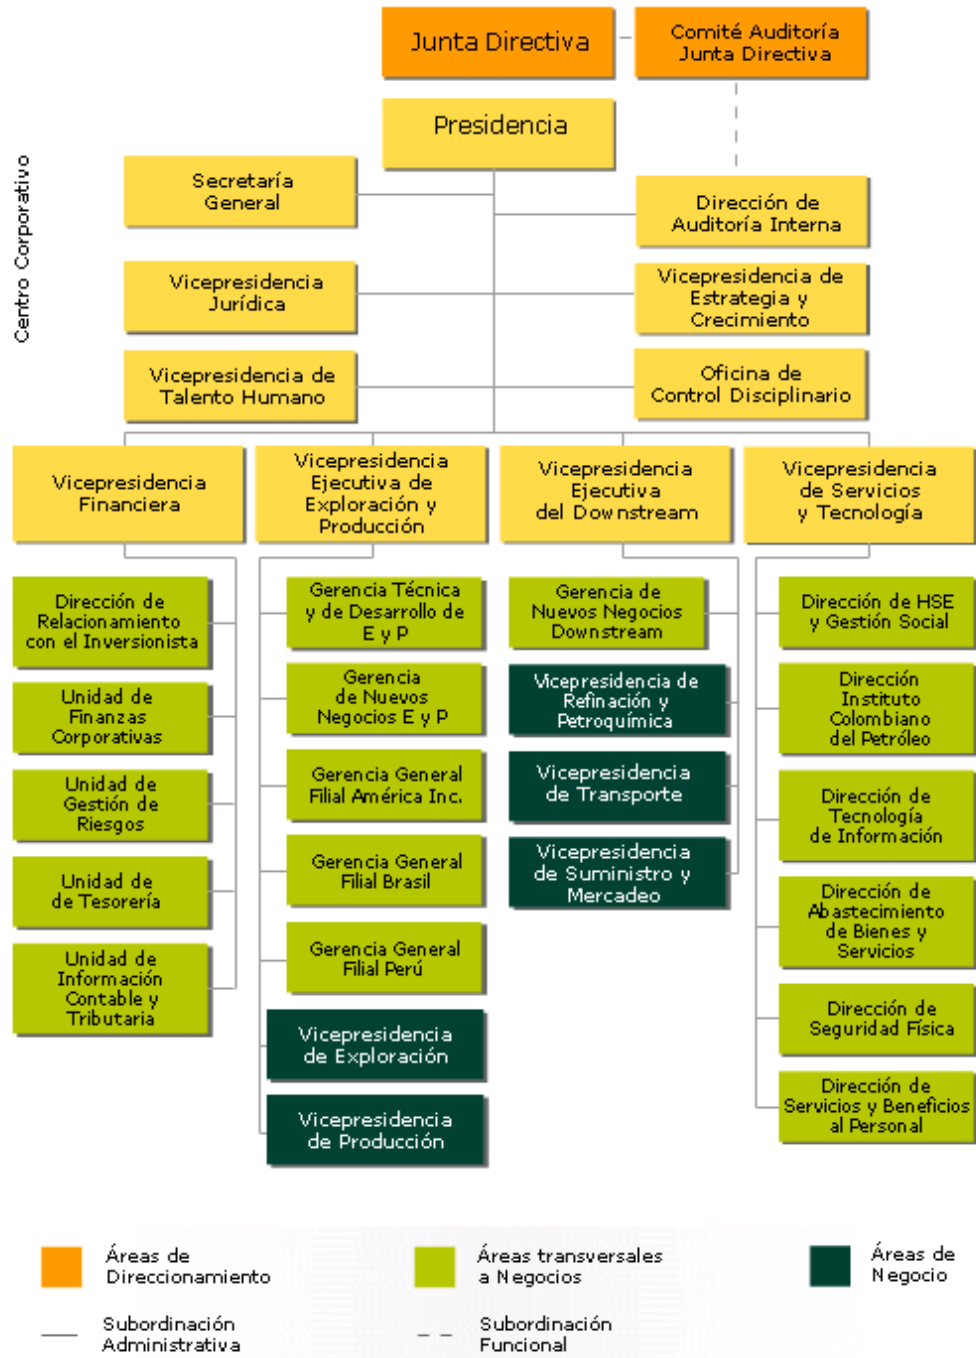 Junta Directiva
Comité Auditoría
Junta Directiva
Presidencia
Centro Corporativo
Secretaría
General
Dirección de
Auditoría Interna
Vicepresidencia
Jurídica
Vicepresidencia de
Estrategia y
Crecimiento
Vicepresidencia de
Talento Humano
Oficina de
Control Disciplinario
Vicepresidencia
Financiera
Vicepresidencia
Ejecutiva de
Exploración y
Producción
Vicepresidencia
Ejecutiva
del Downstream
Vicepresidencia
de Servicios
y Tecnología
Dirección de
Relacionamiento
con el Inversionista
Unidad de
Finanzas
Corporativas
Unidad de
Gestión de
Riesgos
Unidad de
de Tesorería
Unidad de
Información
Contable y
Tributaria
Gerencia Técnica
y de Desarrollo de
E y P
Gerencia
de Nuevos
Negocios E y P
Gerencia General
Filial América Inc.
Gerencia General
Filial Brasil
Gerencia General
Filial Perú
Vicepresidencia
de Exploración
Vicepresidencia
de Producción
Gerencia de
Nuevos Negocios
Downstream
Vicepresidencia de
Refinación y
Petroquímica
Vicepresidencia
de Transporte
Vicepresidencia
de Suministro y
Mercadeo
Dirección de HSE
y Gestión Social
Dirección
Instituto
Colombiano
del Petróleo
Dirección de
Tecnología
de Información
Dirección de
Abastecimiento
de Bienes y
Servicios
Dirección de
Seguridad Física
Dirección de
Servicios y Beneficios
al Personal
Áreas de
Direccionamiento
Áreas transversales
a Negocios
Áreas de
Negocio
Subordinación
Administrativa
Subordinación
Funcional